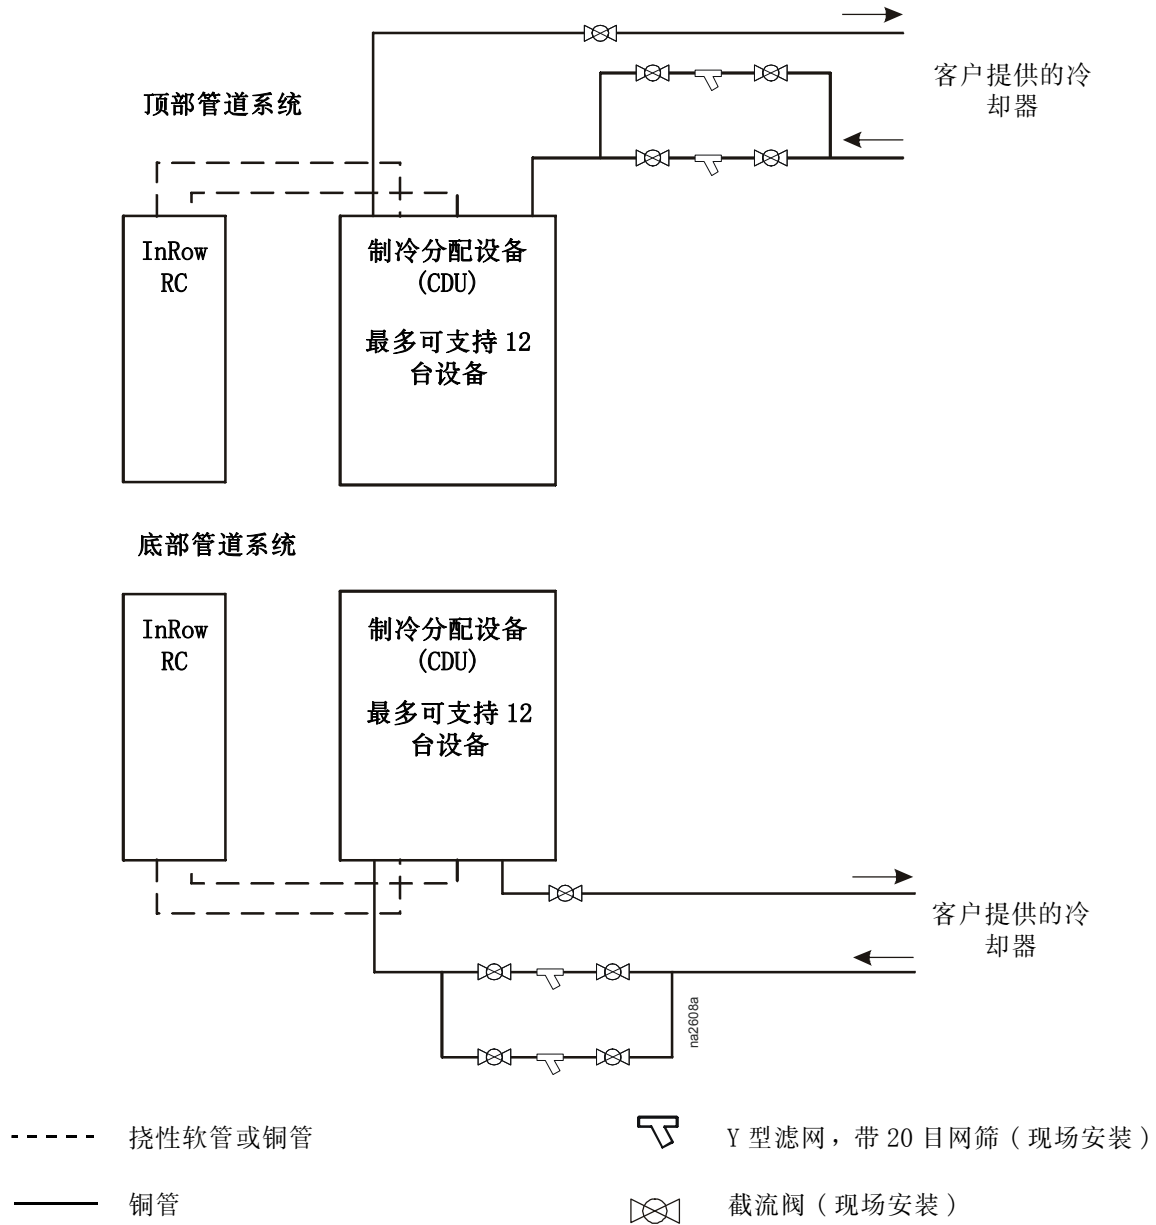 顶部管道系统
客户提供的冷
却器
InRow
RC
制冷分配设备
(CDU)
最多可支持 12
台设备
底部管道系统
InRow
RC
制冷分配设备
(CDU)
最多可支持 12
台设备
客户提供的冷
却器
na2608a
挠性软管或铜管
Y 型滤网，带 20 目网筛 ( 现场安装 )
铜管
截流阀 ( 现场安装 )